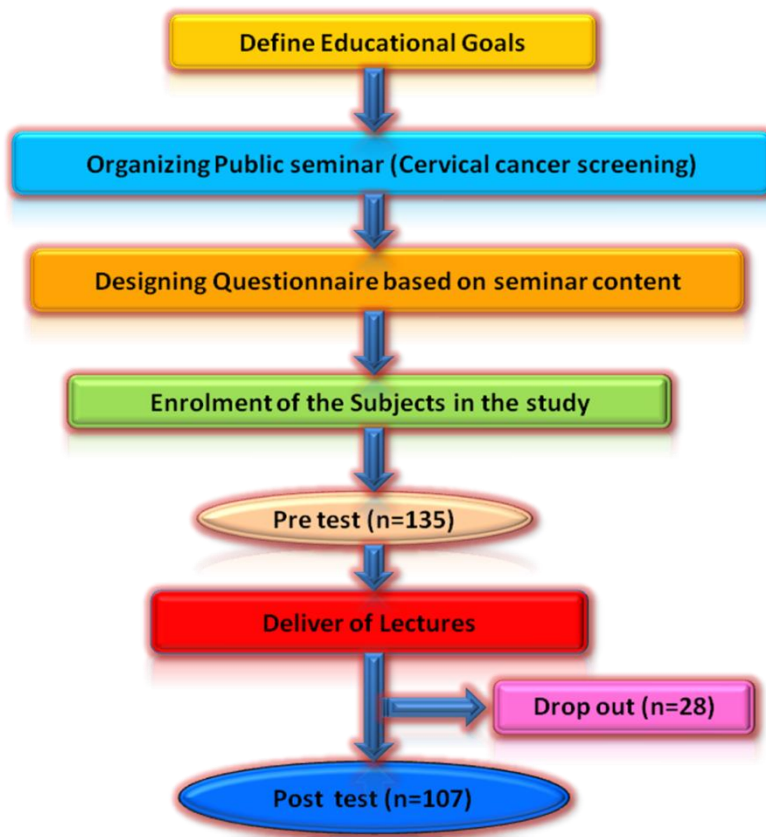 Define Educational Goals
Organizing Public seminar (Cervical cancer screening)
Designing Questionnaire based on seminar content
Enrolment of the Subjects in the study
Pre test (n=135)
Deliver of Lectures
Drop out (n=28)
Post test (n=107)